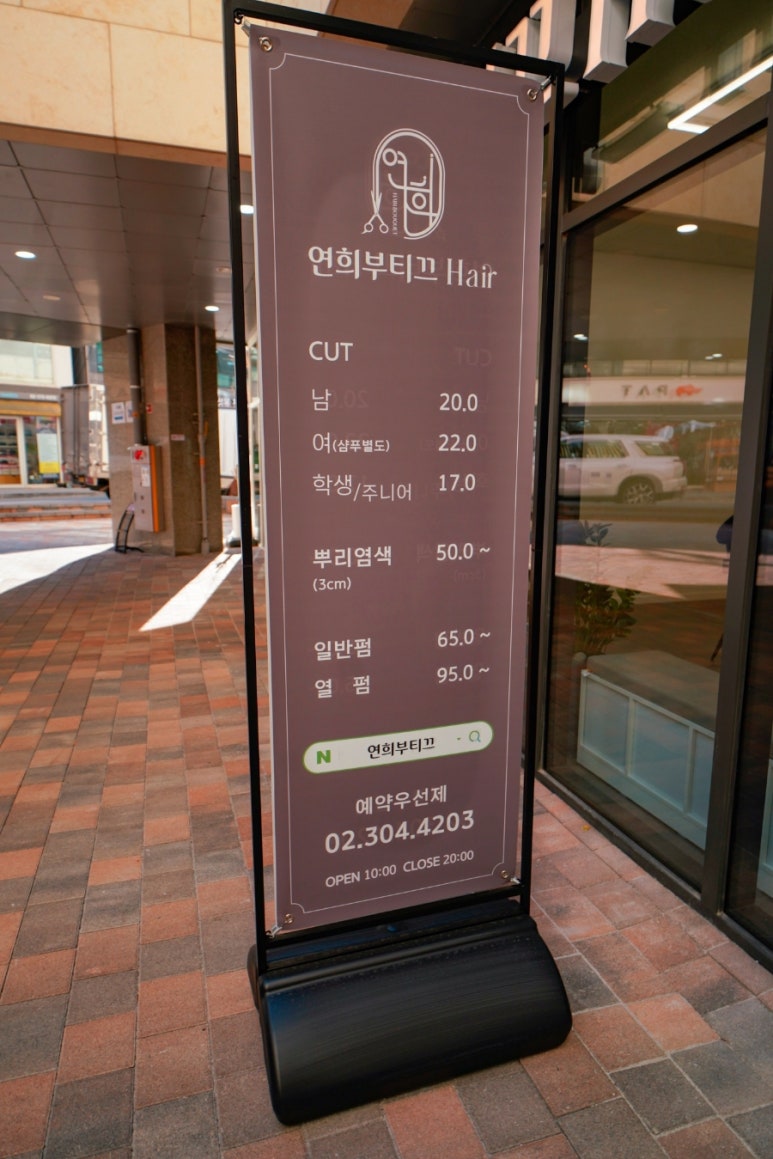 연희
연희부티끄 Hair
CUT
남 20.0
여(샴푸별도) 22.0
학생/주니어 17.0
뿌리염색 50.0 ~
(3cm)
일반펌 65.0 ~
열 펌 95.0 ~
N 연희부티끄
예약우선제
02.304.4203
OPEN 10:00 CLOSE 20:00